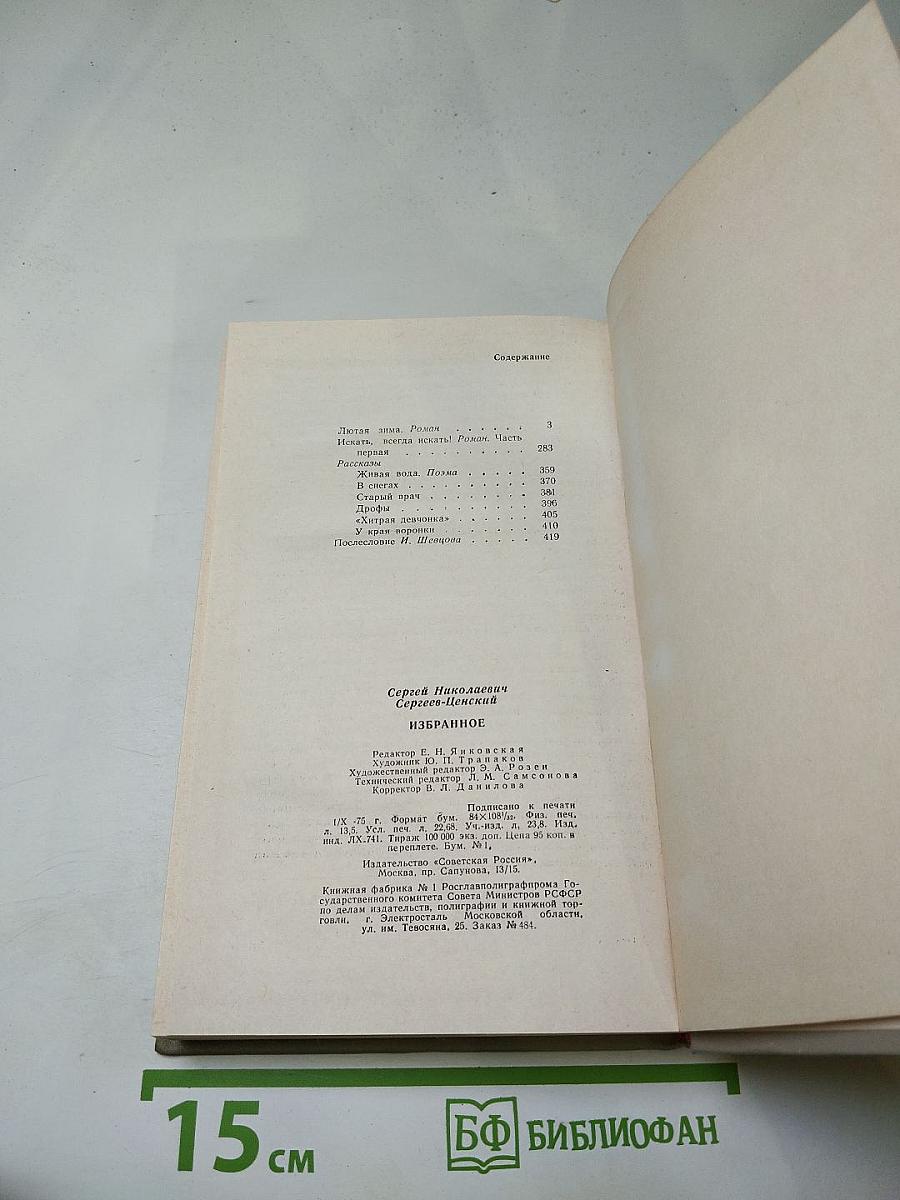 Содержание
Лютая зима. Роман . . . . . . 3
Искать, всегда искать! Роман. Часть
первая . . . . . . . . . . 283
Рассказы
Живая вода. Поэма . . . . . 359
В снегах . . . . . . . . . 370
Старый врач . . . . . . . 381
Дрофы . . . . . . . . . 396
«Хитрая девчонка» . . . . . . 405
У края воронки . . . . . . . 410
Послесловие И. Шевцова . . . . . 419
Сергей Николаевич
Сергеев-Ценский
ИЗБРАННОЕ
Редактор Е. Н. Янковская
Художник Ю. П. Трапаков
Художественный редактор Э. А. Розен
Технический редактор Л. М. Самсонова
Корректор В. Л. Данилова
Подписано к печати
1/X -75 г. Формат бум. 84×108¹/₃₂. Физ. печ.
л. 13,5. Усл. печ. л. 22,68. Уч.-изд. л. 23,8. Изд.
инд. ЛХ.741. Тираж 100 000 экз. доп. Цена 95 коп. в
переплете. Бум. №1.
Издательство «Советская Россия».
Москва, пр. Сапунова, 13/15.
Книжная фабрика № 1 Росглавполиграфпрома Го-
сударственного комитета Совета Министров РСФСР
по делам издательств, полиграфии и книжной тор-
говли, г. Электросталь Московской области,
ул. им. Тевосяна, 25. Заказ № 484.
15 см
БФ БИБЛИОФАН